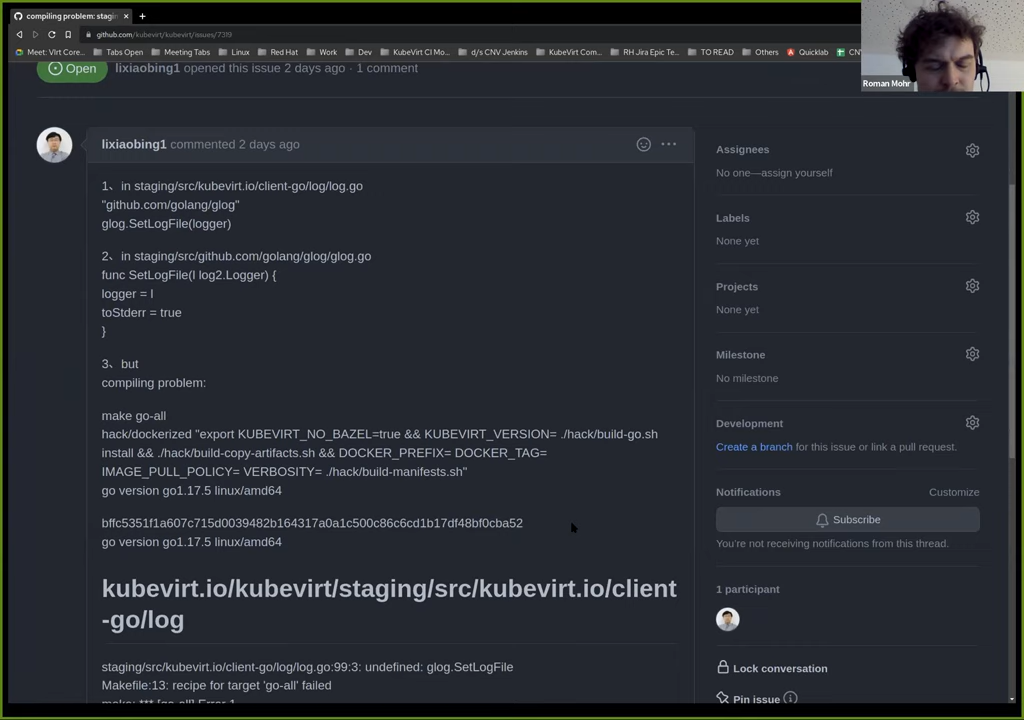 compiling problem: stagi
github.com/kubevirt/kubevirt/issues/7319
Meet: VIrt Core... Tabs Open Meeting Tabs Linux Red Hat Work Dev KubeVirt CI Mo... d/s CNV Jenkins KubeVirt Com... RH Jira Epic Te... TO READ Others Quicklab CN
Roman Mohr
Open lixiaobing1 opened this issue 2 days ago · 1 comment
lixiaobing1 commented 2 days ago
1、in staging/src/kubevirt.io/client-go/log/log.go
"github.com/golang/glog"
glog.SetLogFile(logger)
2、in staging/src/github.com/golang/glog/glog.go
func SetLogFile(l log2.Logger) {
logger = l
toStderr = true
}
3、but
compiling problem:
make go-all
hack/dockerized "export KUBEVIRT_NO_BAZEL=true && KUBEVIRT_VERSION= ./hack/build-go.sh
install && ./hack/build-copy-artifacts.sh && DOCKER_PREFIX= DOCKER_TAG=
IMAGE_PULL_POLICY= VERBOSITY= ./hack/build-manifests.sh"
go version go1.17.5 linux/amd64
bffc5351f1a607c715d0039482b164317a0a1c500c86c6cd1b17df48bf0cba52
go version go1.17.5 linux/amd64
kubevirt.io/kubevirt/staging/src/kubevirt.io/client
-go/log
staging/src/kubevirt.io/client-go/log/log.go:99:3: undefined: glog.SetLogFile
Makefile:13: recipe for target 'go-all' failed
make: *** [go-all] Error 1
Assignees
No one—assign yourself
Labels
None yet
Projects
None yet
Milestone
No milestone
Development
Create a branch for this issue or link a pull request.
Notifications Customize
Subscribe
You're not receiving notifications from this thread.
1 participant
Lock conversation
Pin issue